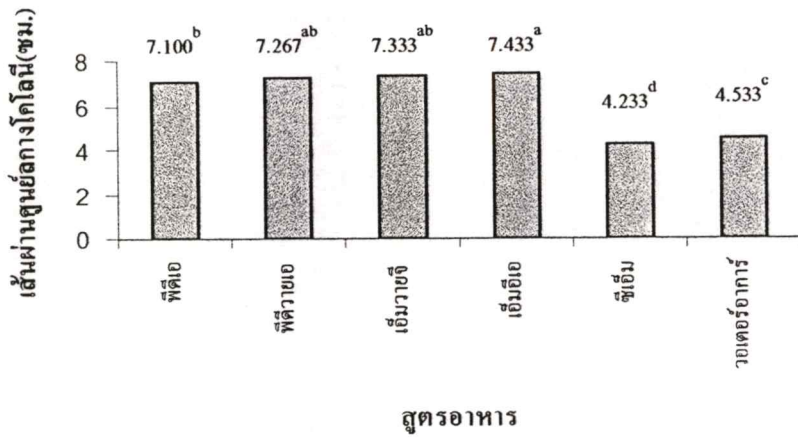 เส้นผ่านศูนย์กลางโคโลนี(ซม.)
7.100b 7.267ab 7.333ab 7.433a 4.233d 4.533c
8
6
4
2
0
พีดีเอ พีดีวายเอ เอ็มวายจี เอ็มอีเอ ซีเอ็ม วอเตอร์อาการ์
สูตรอาหาร